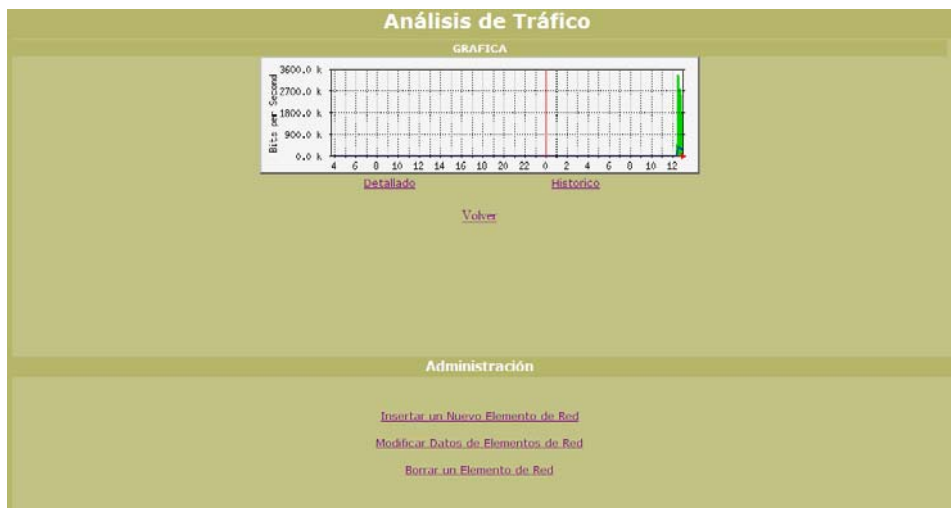 Análisis de Tráfico
GRAFICA
Bits per Second
3600.0 k
2700.0 k
1800.0 k
900.0 k
0.0 k
4 6 8 10 12 14 16 18 20 22 0 2 4 6 8 10 12
Detallado Historico
Volver
Administración
Insertar un Nuevo Elemento de Red
Modificar Datos de Elementos de Red
Borrar un Elemento de Red